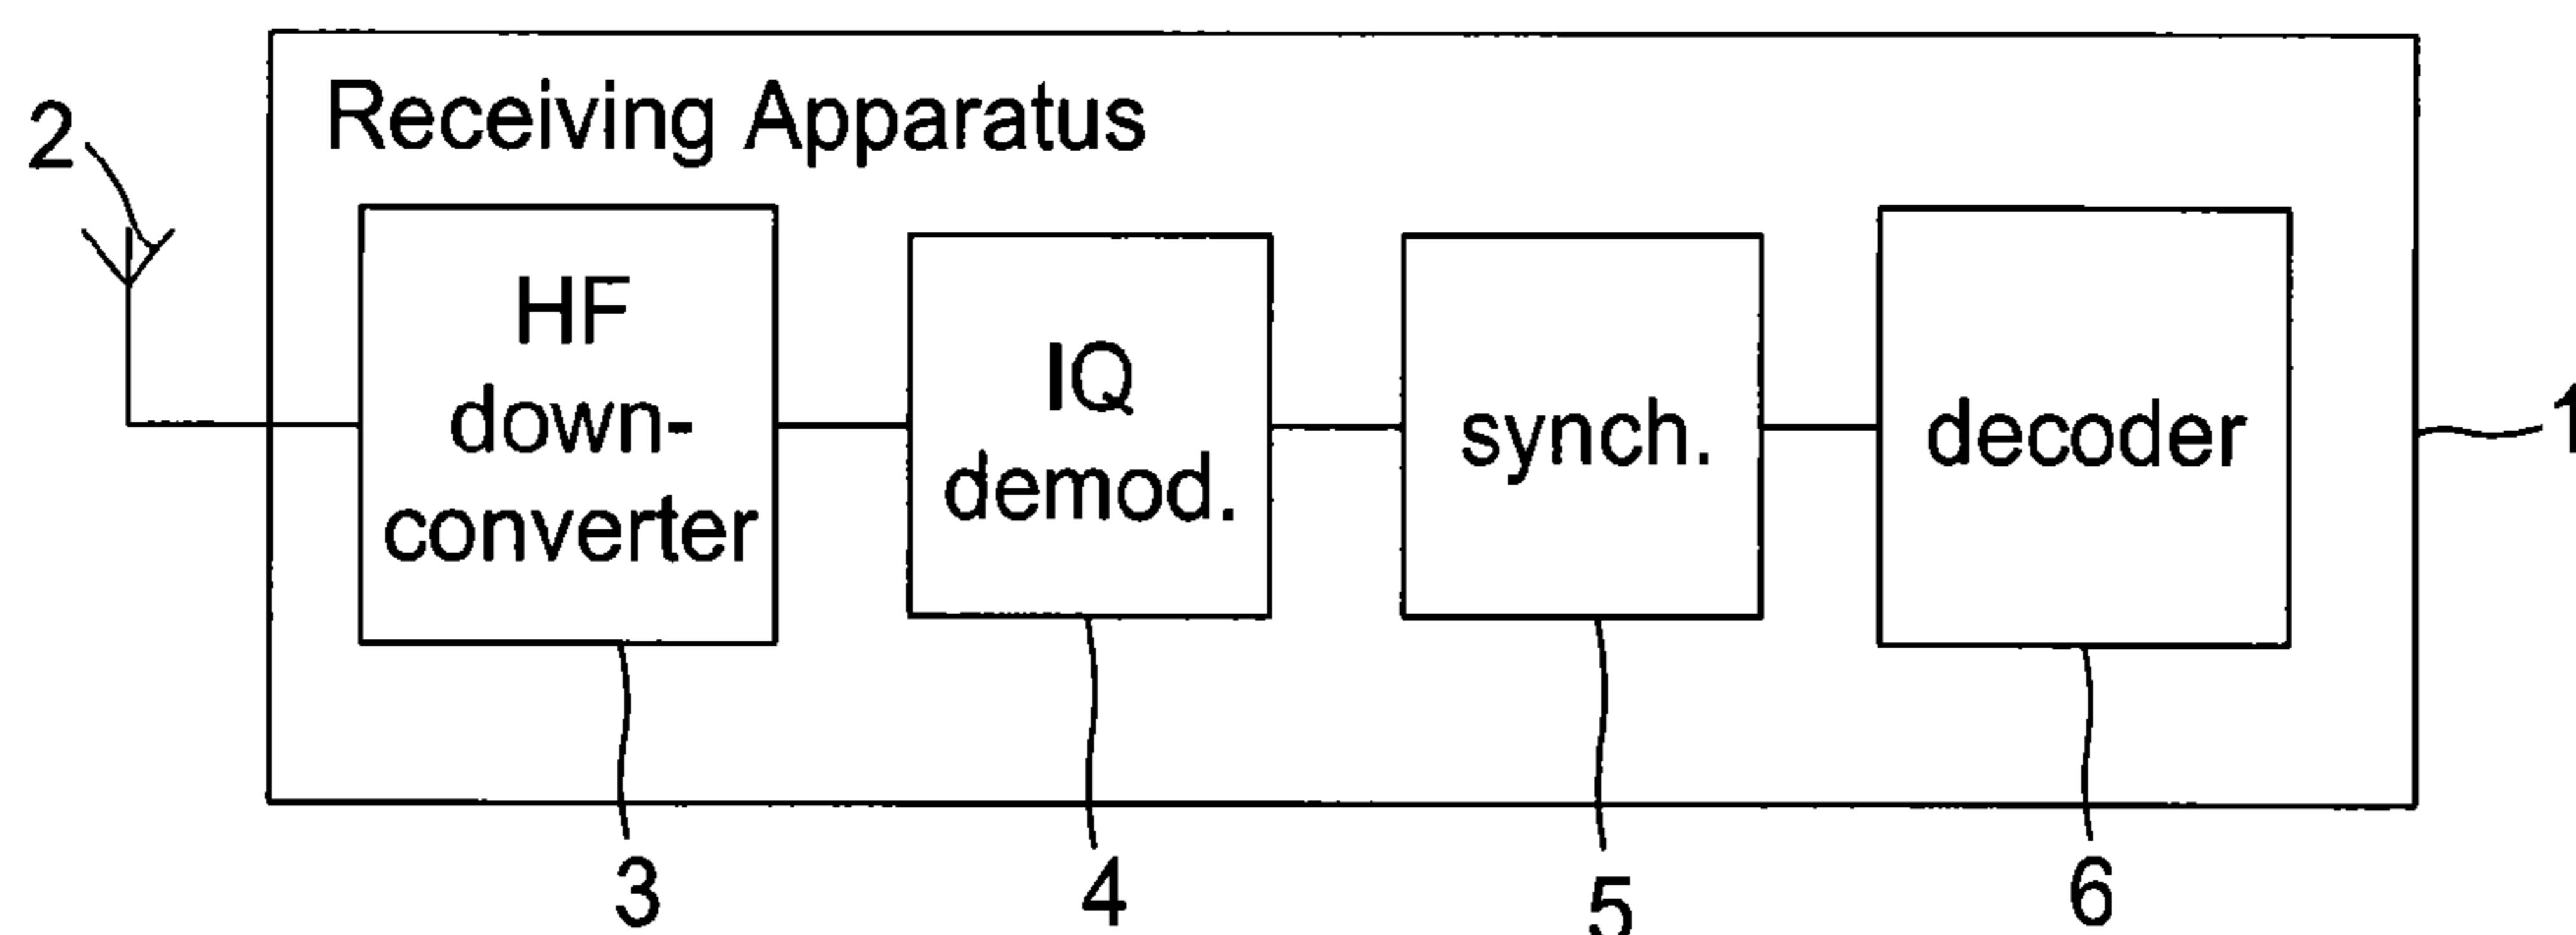 Receiving Apparatus
2
HF
down-
converter
IQ
demod.
synch.
decoder
1
3
4
5
6